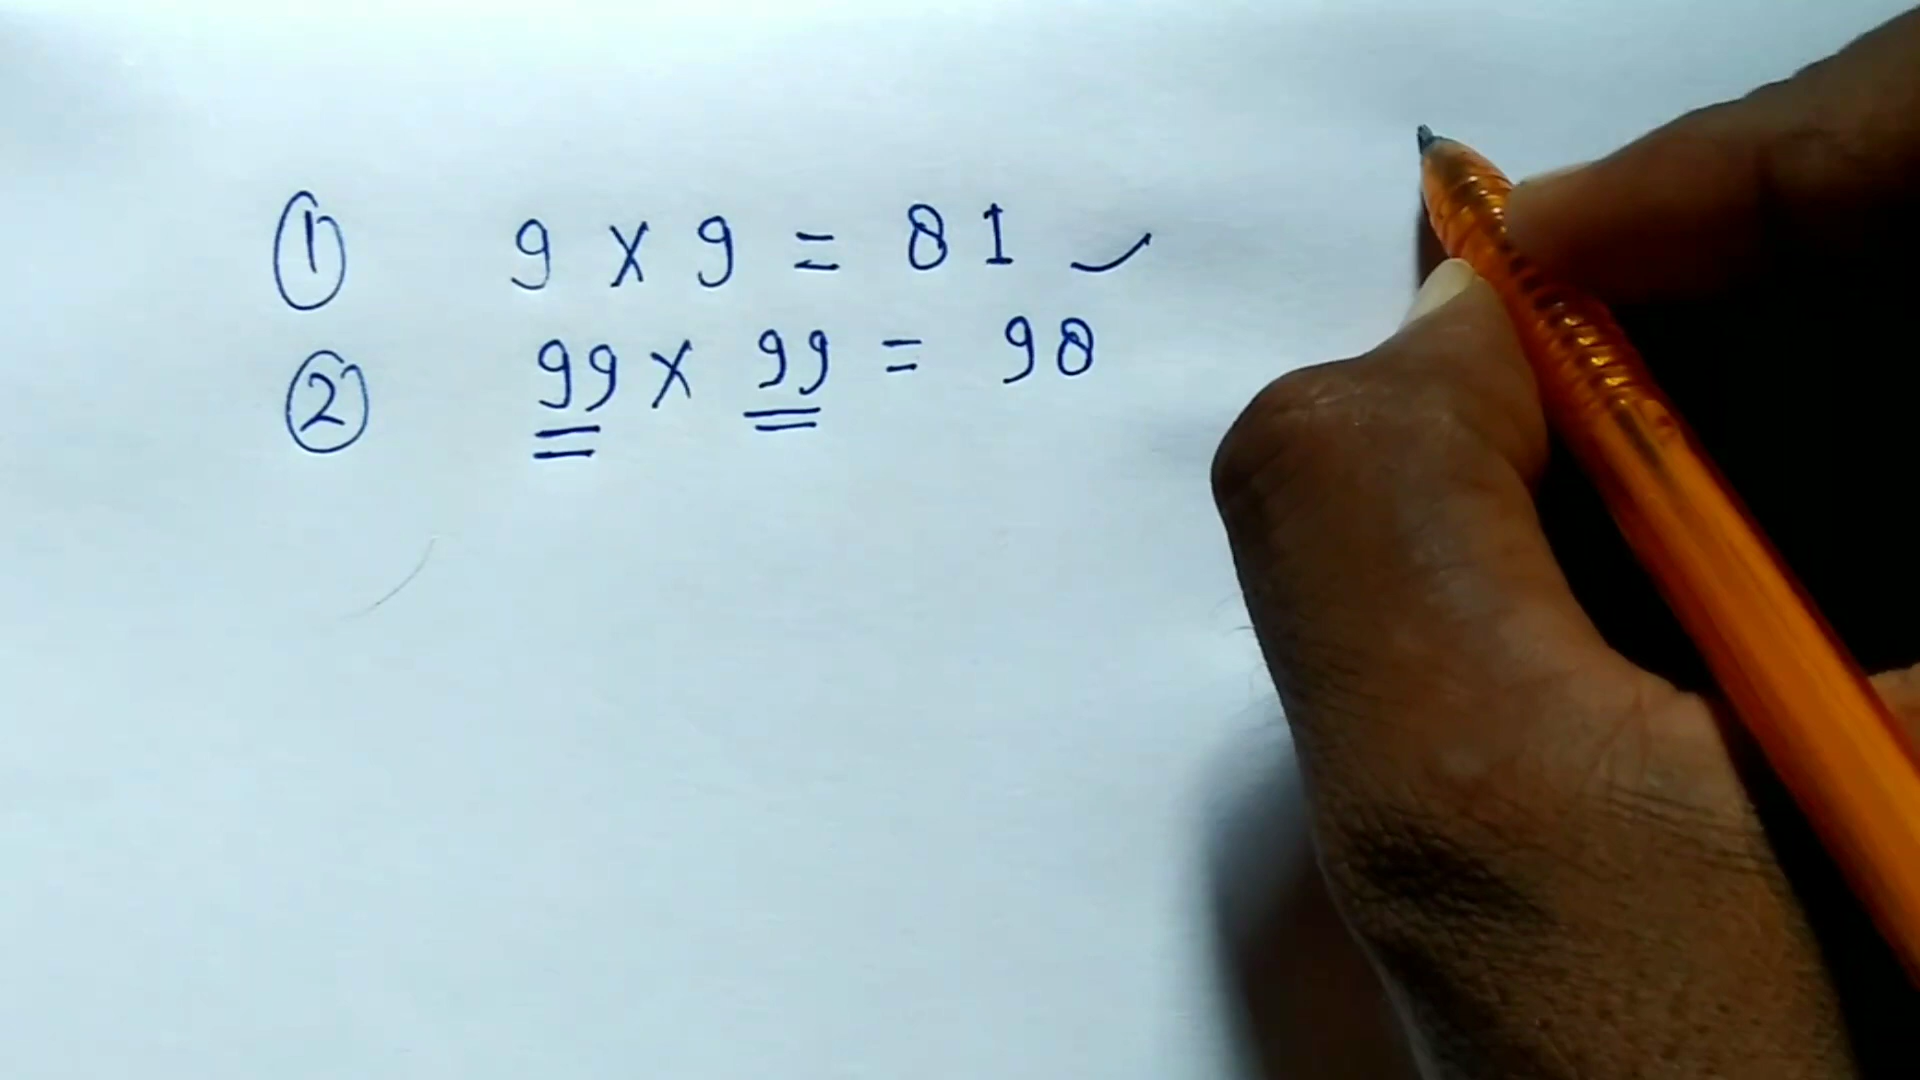 ① 9 X 9 = 81 ✓
② 99 X 99 = 98